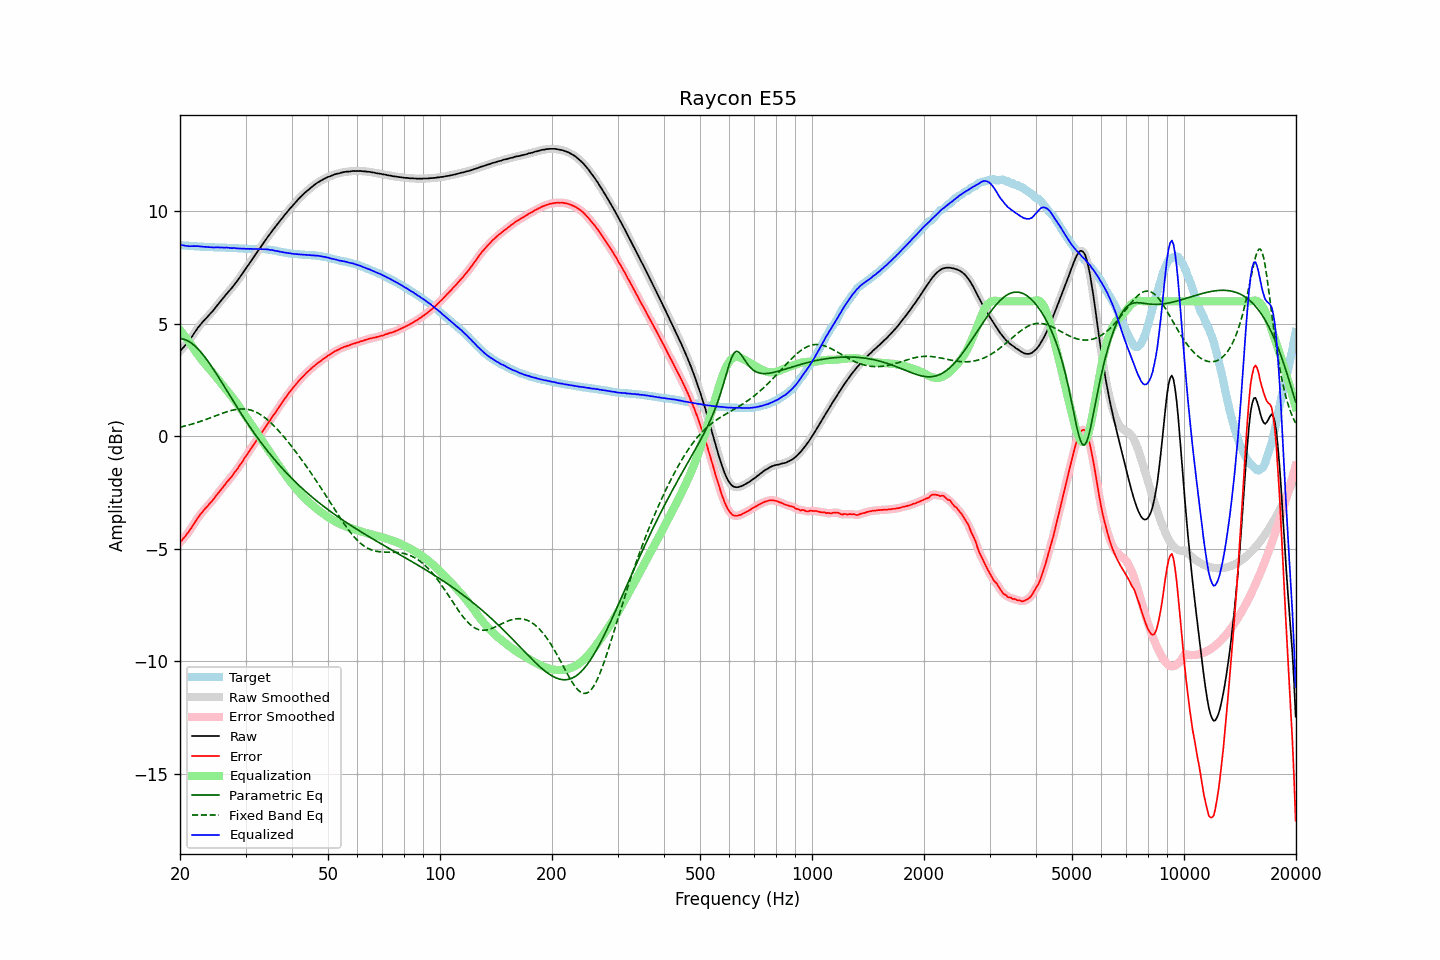 Raycon E55
Amplitude (dBr)
10
5
0
−5
−10
−15
Target
Raw Smoothed
Error Smoothed
Raw
Error
Equalization
Parametric Eq
Fixed Band Eq
Equalized
20 50 100 200 500 1000 2000 5000 10000 20000
Frequency (Hz)